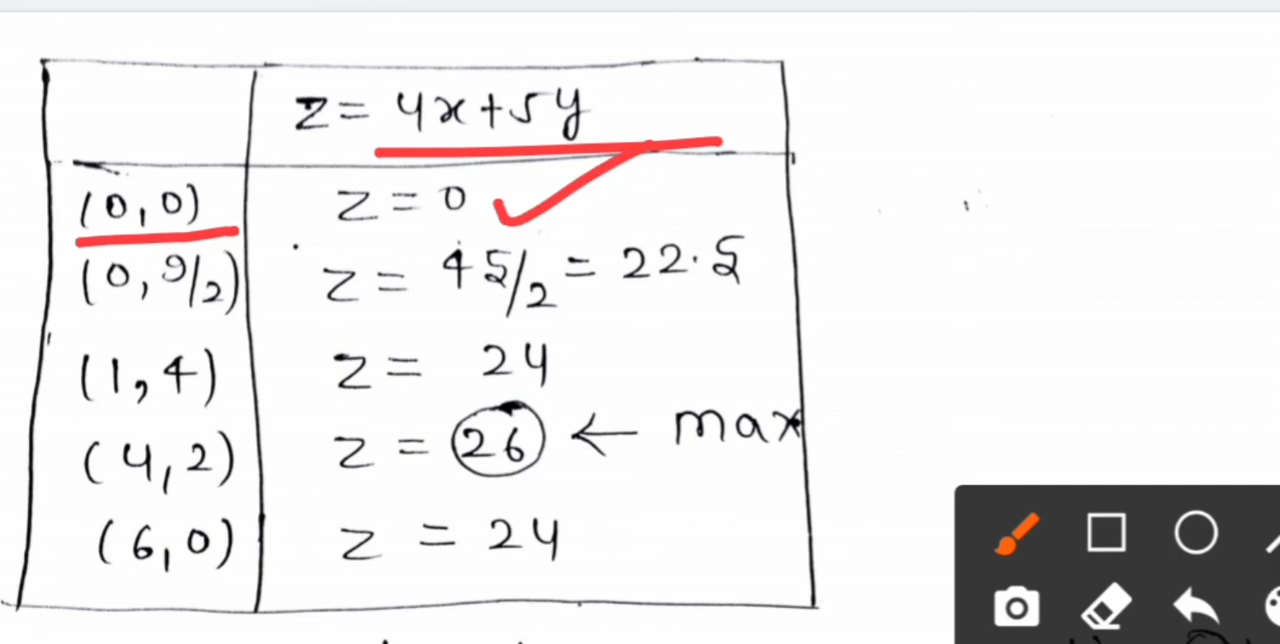 z = 4x+5y
(0,0) z = 0
(0,9/2) z = 45/2 = 22.5
(1,4) z = 24
(4,2) z = 26 ← max
(6,0) z = 24